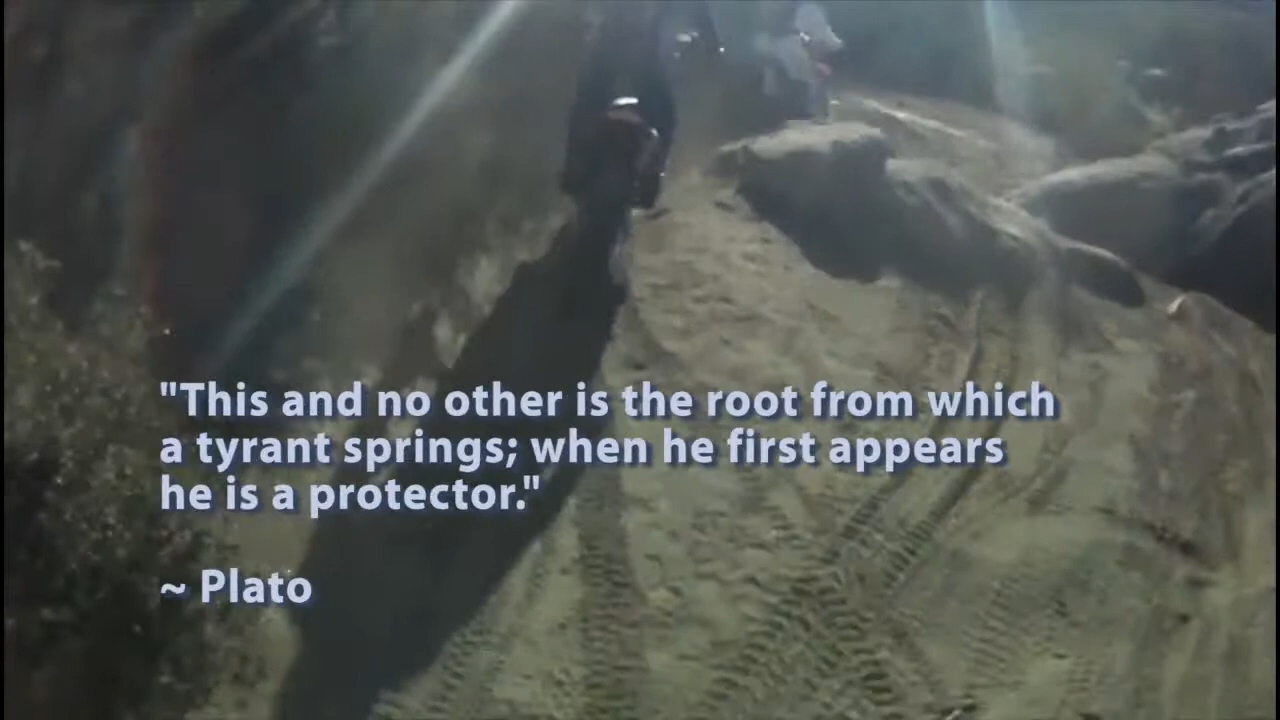 "This and no other is the root from which
a tyrant springs; when he first appears
he is a protector."
~ Plato